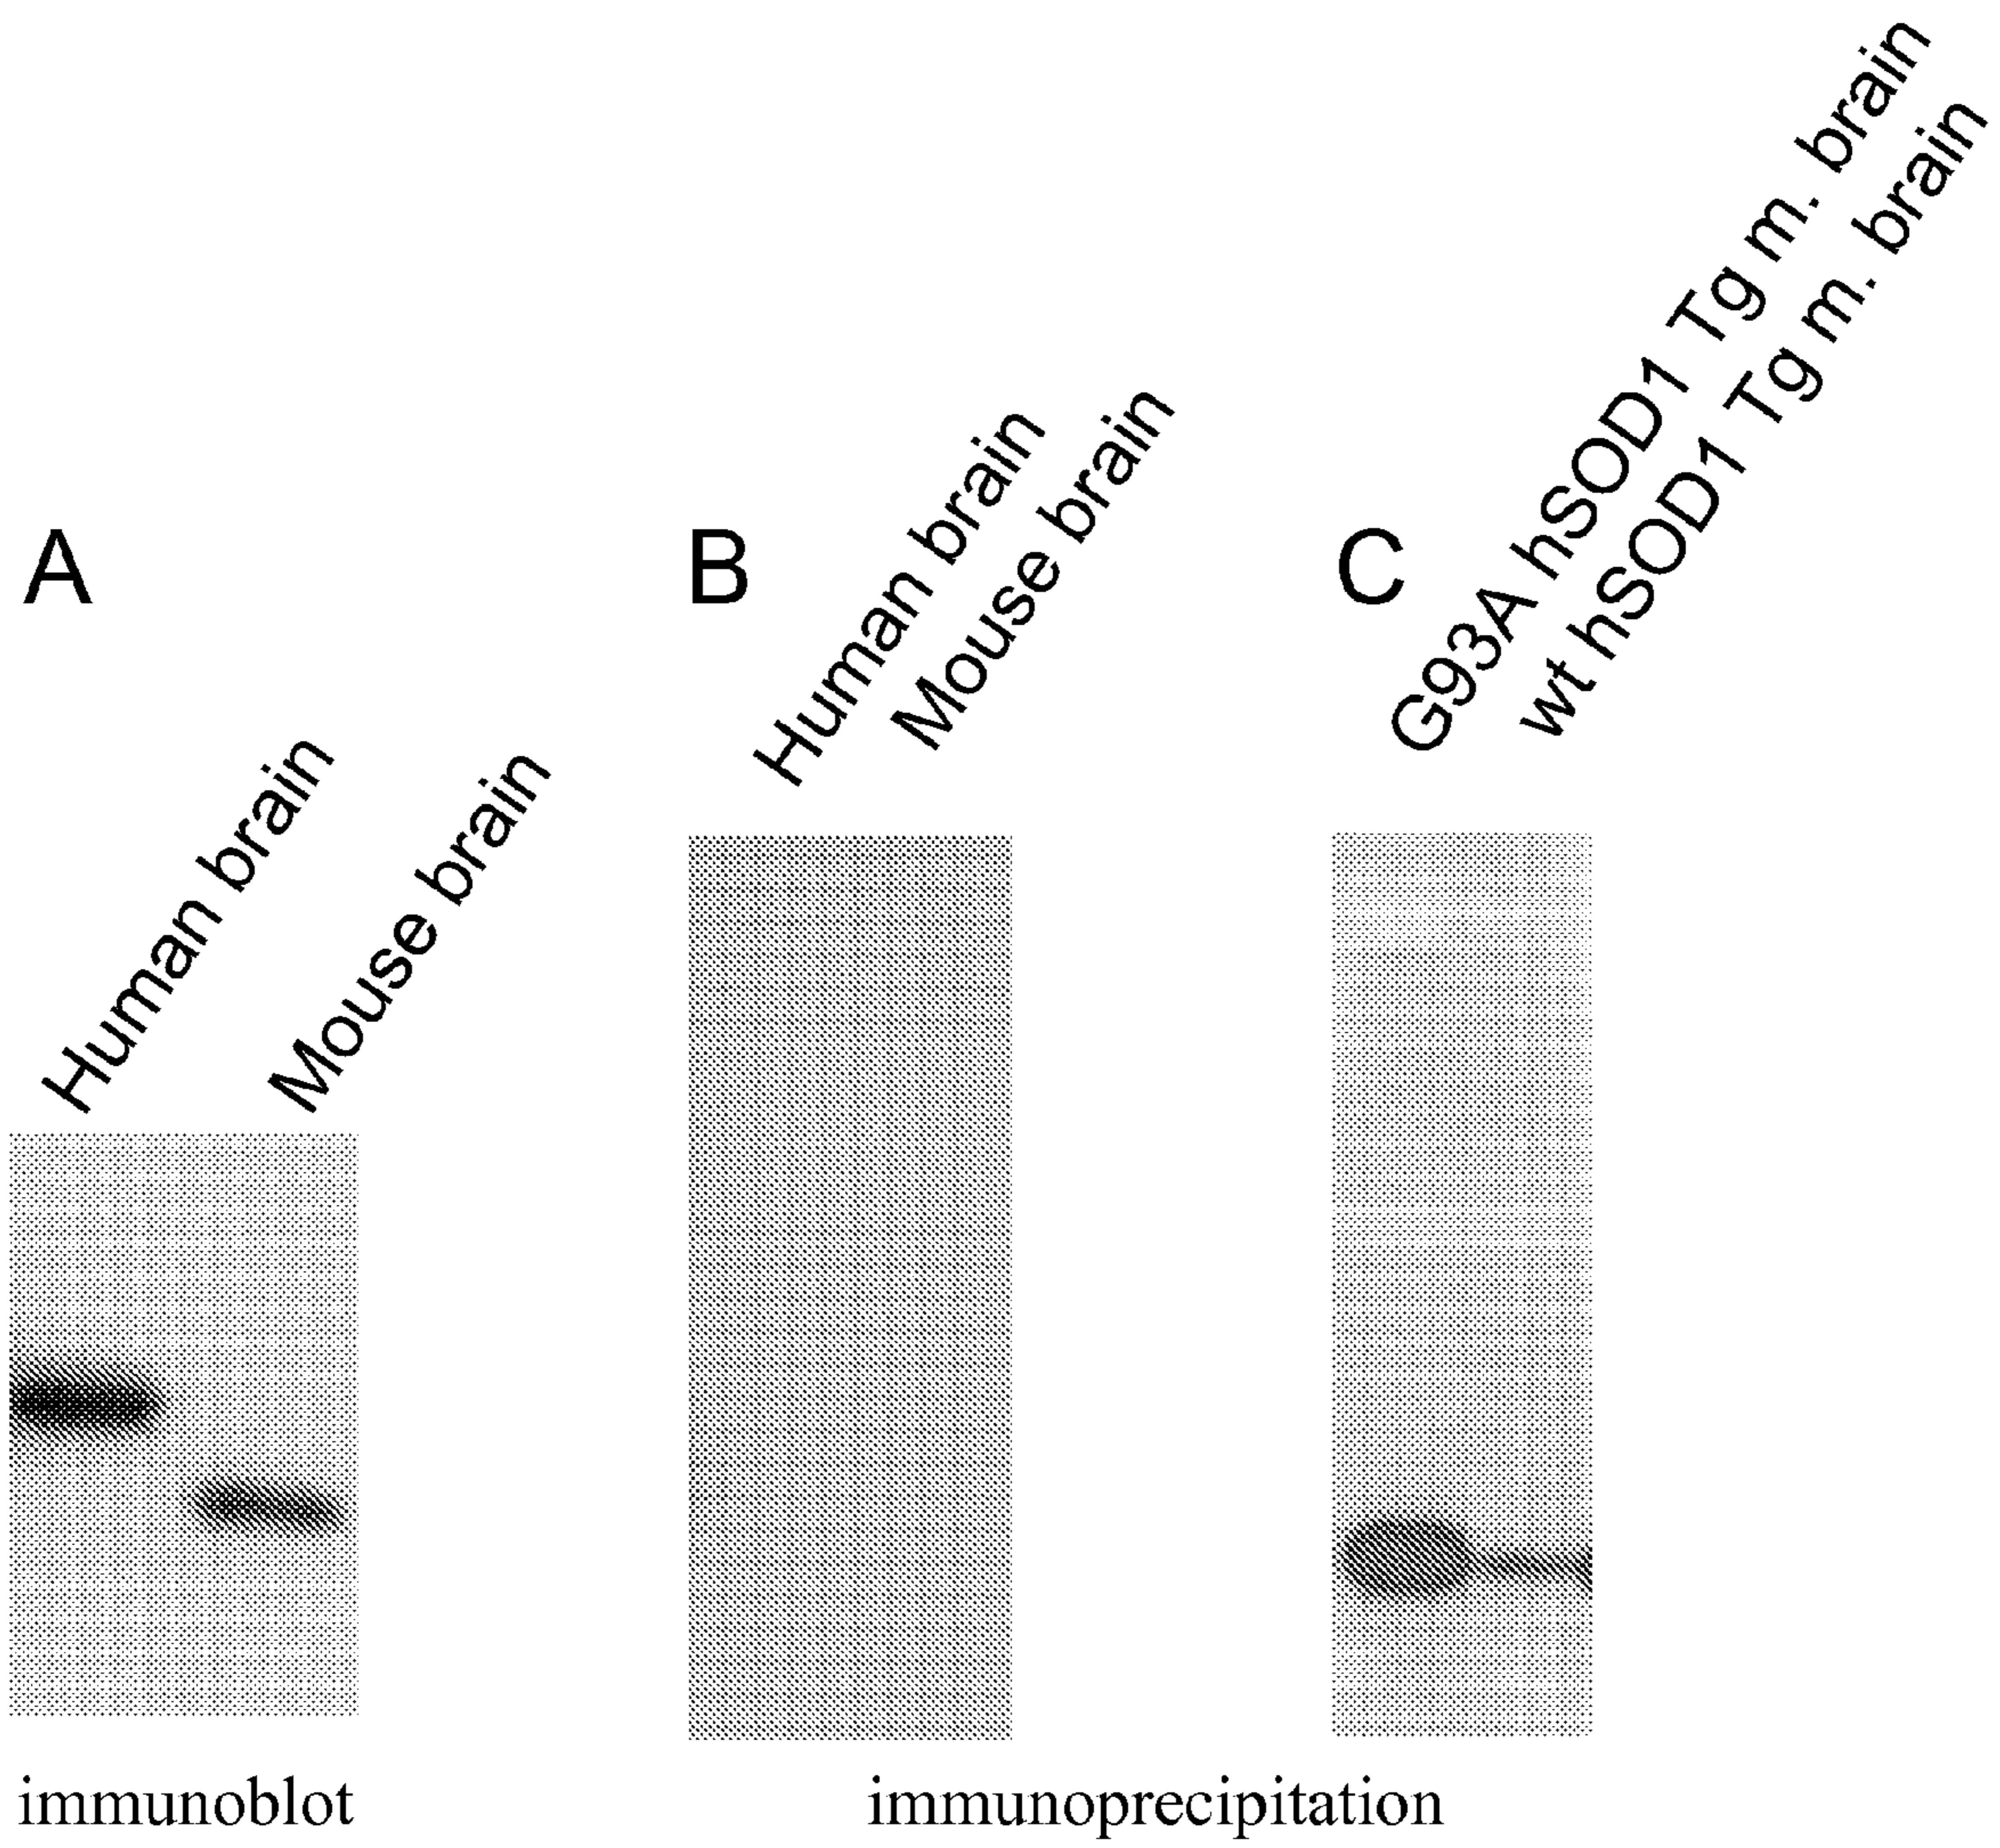 A
Human brain
Mouse brain
immunoblot
B
Human brain
Mouse brain
C
G93A hSOD1 Tg m. brain
wt hSOD1 Tg m. brain
immunoprecipitation